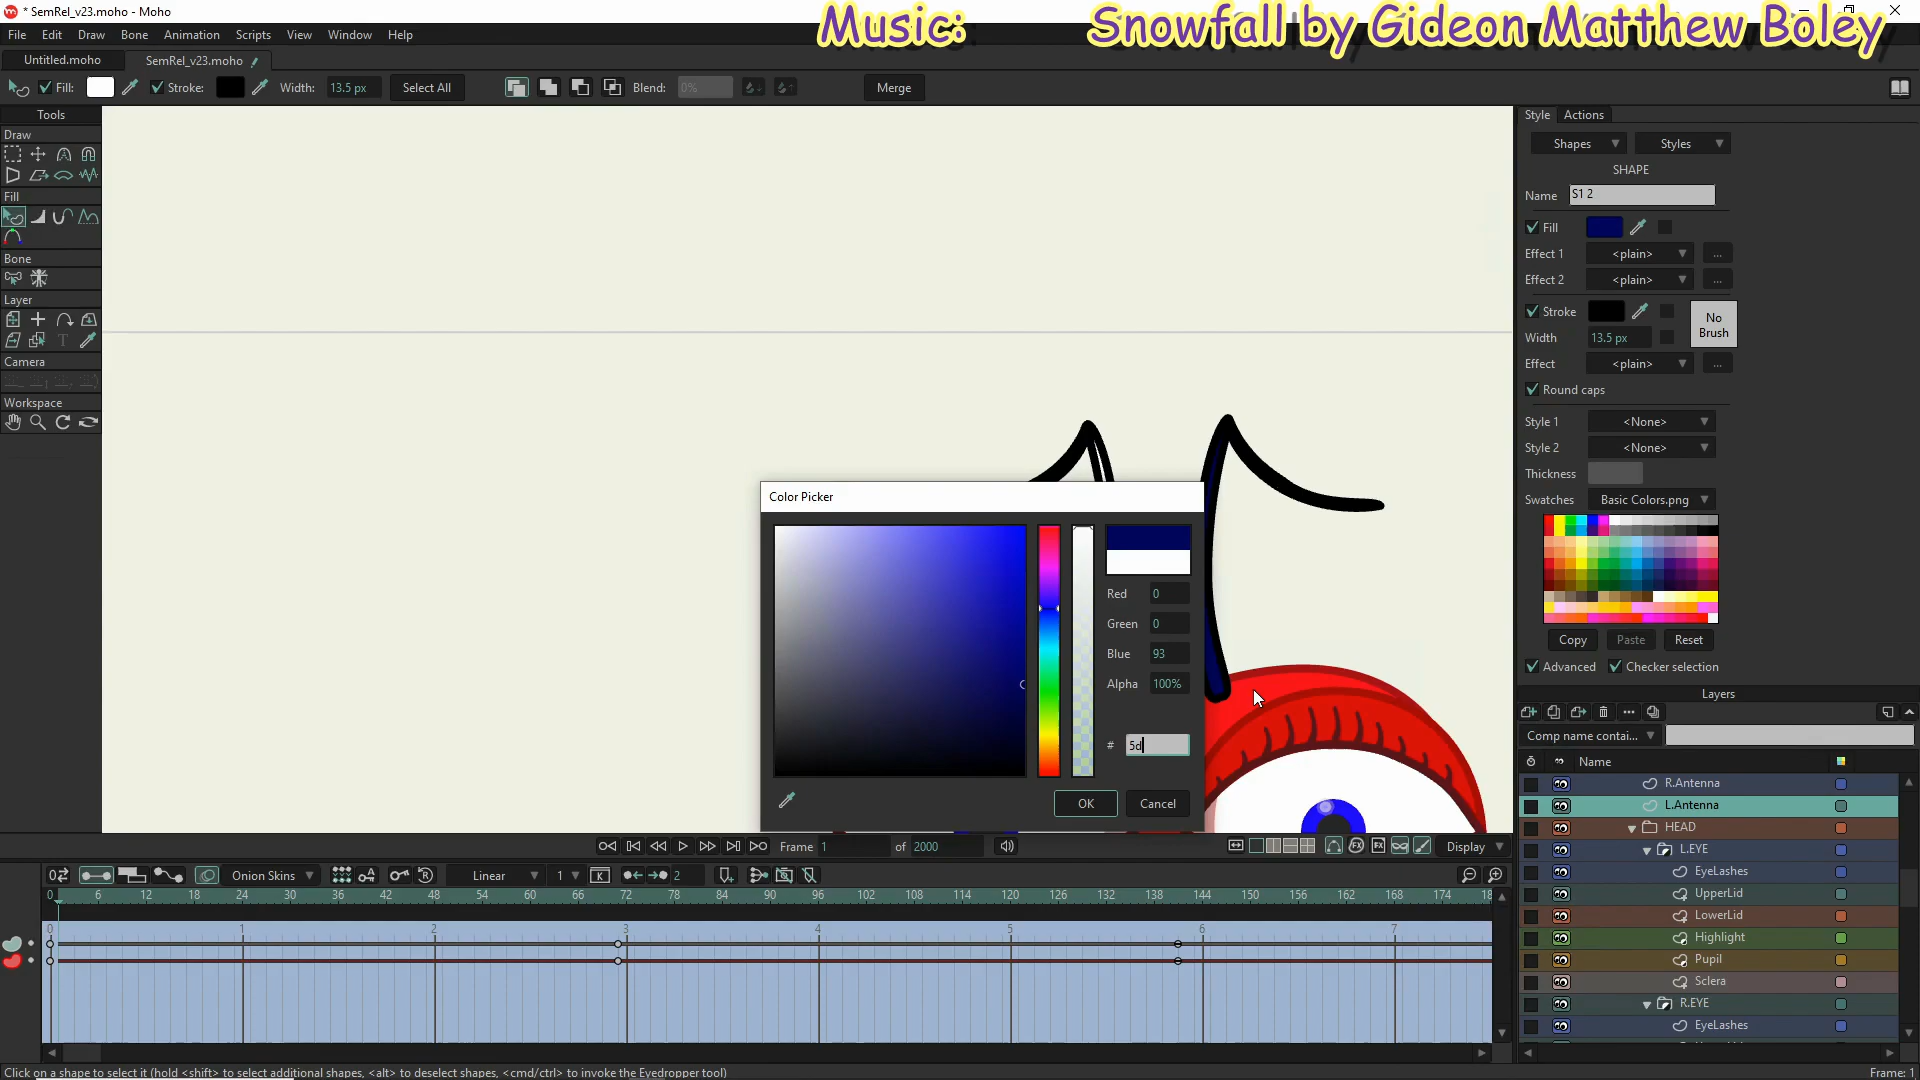 * SemRel_v23.moho - Moho
Music: Snowfall by Gideon Matthew Boley
File Edit Draw Bone Animation Scripts View Window Help
Untitled.moho SemRel_v23.moho
Fill: Stroke: Width: 13.5 px Select All Blend: 0% Merge
Tools
Draw
Fill
Bone
Layer
Camera
Workspace
Style Actions
Shapes Styles
SHAPE
Name S1 2
Fill
Effect 1 <plain> ...
Effect 2 <plain> ...
Stroke
No Brush
Width 13.5 px
Effect <plain> ...
Round caps
Style 1 <None>
Style 2 <None>
Thickness
Swatches Basic Colors.png
Copy Paste Reset
Advanced Checker selection
Color Picker
Red 0
Green 0
Blue 93
Alpha 100%
# 5d
OK Cancel
Layers
Comp name contai...
Name
R.Antenna
L.Antenna
HEAD
L.EYE
EyeLashes
UpperLid
LowerLid
Highlight
Pupil
Sclera
R.EYE
EyeLashes
Frame 1 of 2000 Display
Onion Skins Linear 1 2
0 6 12 18 24 30 36 42 48 54 60 66 72 78 84 90 96 102 108 114 120 126 132 138 144 150 156 162 168 174 18
0 1 2 3 4 5 6 7
Click on a shape to select it (hold <shift> to select additional shapes, <alt> to deselect shapes, <cmd/ctrl> to invoke the Eyedropper tool)
Frame: 1